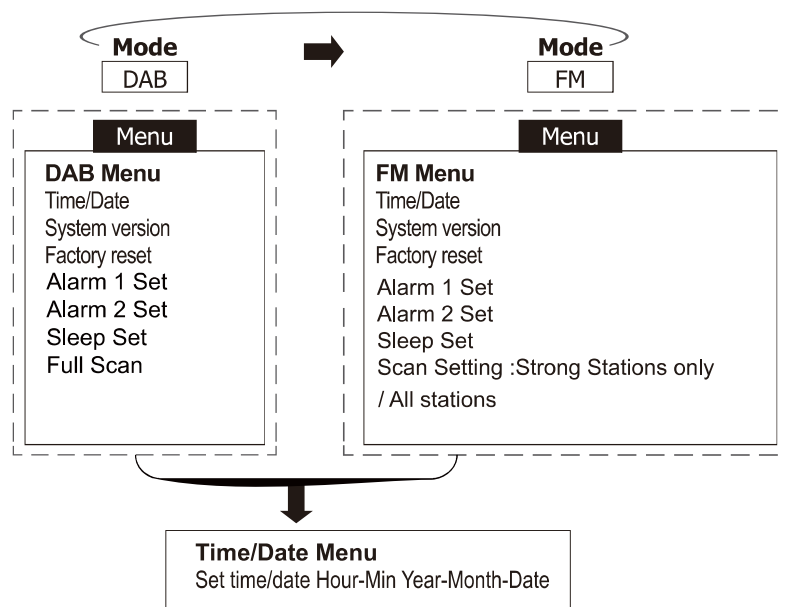 Mode
DAB
Menu
DAB Menu
Time/Date
System version
Factory reset
Alarm 1 Set
Alarm 2 Set
Sleep Set
Full Scan
Mode
FM
Menu
FM Menu
Time/Date
System version
Factory reset
Alarm 1 Set
Alarm 2 Set
Sleep Set
Scan Setting :Strong Stations only
/ All stations
Time/Date Menu
Set time/date Hour-Min Year-Month-Date